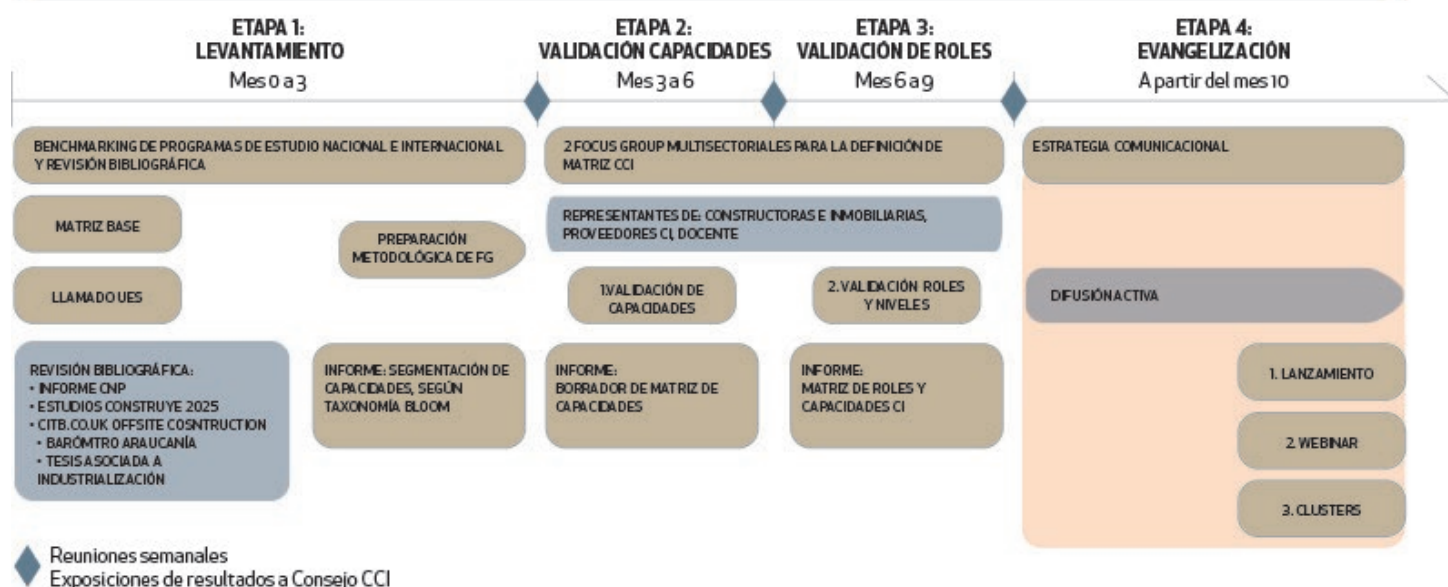 ETAPA 1:
LEVANTAMIENTO
Mes 0 a 3
ETAPA 2:
VALIDACIÓN CAPACIDADES
Mes 3 a 6
ETAPA 3:
VALIDACIÓN DE ROLES
Mes 6 a 9
ETAPA 4:
EVANGELIZACIÓN
A partir del mes 10
BENCHMARKING DE PROGRAMAS DE ESTUDIO NACIONAL E INTERNACIONAL
Y REVISIÓN BIBLIOGRÁFICA
2 FOCUS GROUP MULTISECTORIALES PARA LA DEFINICIÓN DE
MATRIZ CCI
ESTRATEGIA COMUNICACIONAL
MATRIZ BASE
PREPARACIÓN
METODOLÓGICA DE FG
REPRESENTANTES DE: CONSTRUCTORAS E INMOBILIARIAS,
PROVEEDORES CI, DOCENTE
LLAMADO UES
1.VALIDACIÓN DE
CAPACIDADES
2. VALIDACIÓN ROLES
Y NIVELES
DIFUSIÓN ACTIVA
REVISIÓN BIBLIOGRÁFICA:
• INFORME CNP
• ESTUDIOS CONSTRUYE 2025
• CITB.CO.UK OFFSITE COSNTRUCTION
• BARÓMTRO ARAUCANÍA
• TESIS ASOCIADA A
INDUSTRIALIZACIÓN
INFORME: SEGMENTACIÓN DE
CAPACIDADES, SEGÚN
TAXONOMÍA BLOOM
INFORME:
BORRADOR DE MATRIZ DE
CAPACIDADES
INFORME:
MATRIZ DE ROLES Y
CAPACIDADES CI
1. LANZAMIENTO
2. WEBINAR
3. CLUSTERS
Reuniones semanales
Exposiciones de resultados a Consejo CCI